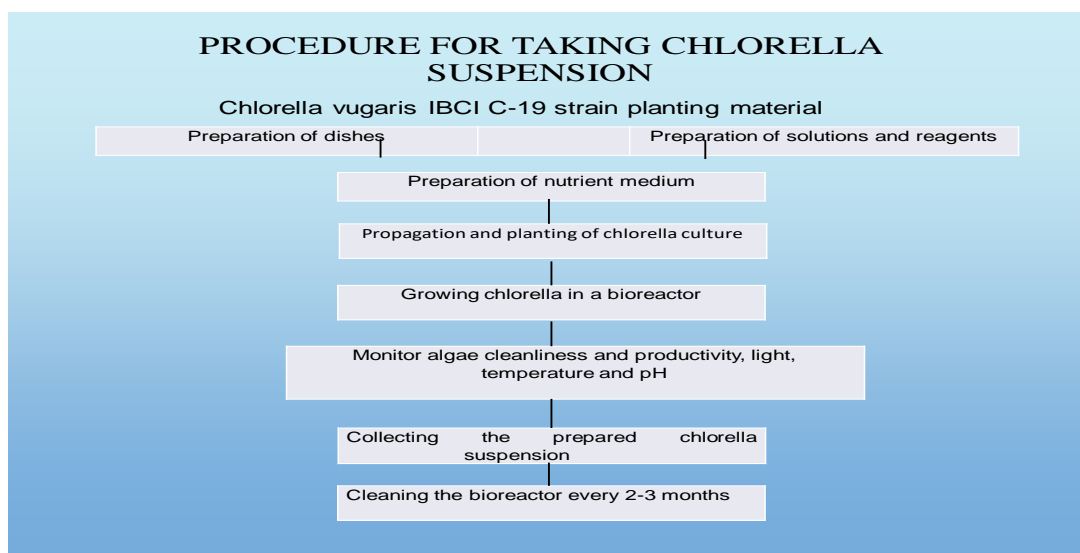 PROCEDURE FOR TAKING CHLORELLA
SUSPENSION
Chlorella vugaris IBCI C-19 strain planting material
Preparation of dishes
Preparation of solutions and reagents
Preparation of nutrient medium
Propagation and planting of chlorella culture
Growing chlorella in a bioreactor
Monitor algae cleanliness and productivity, light,
temperature and pH
Collecting the prepared chlorella
suspension
Cleaning the bioreactor every 2-3 months